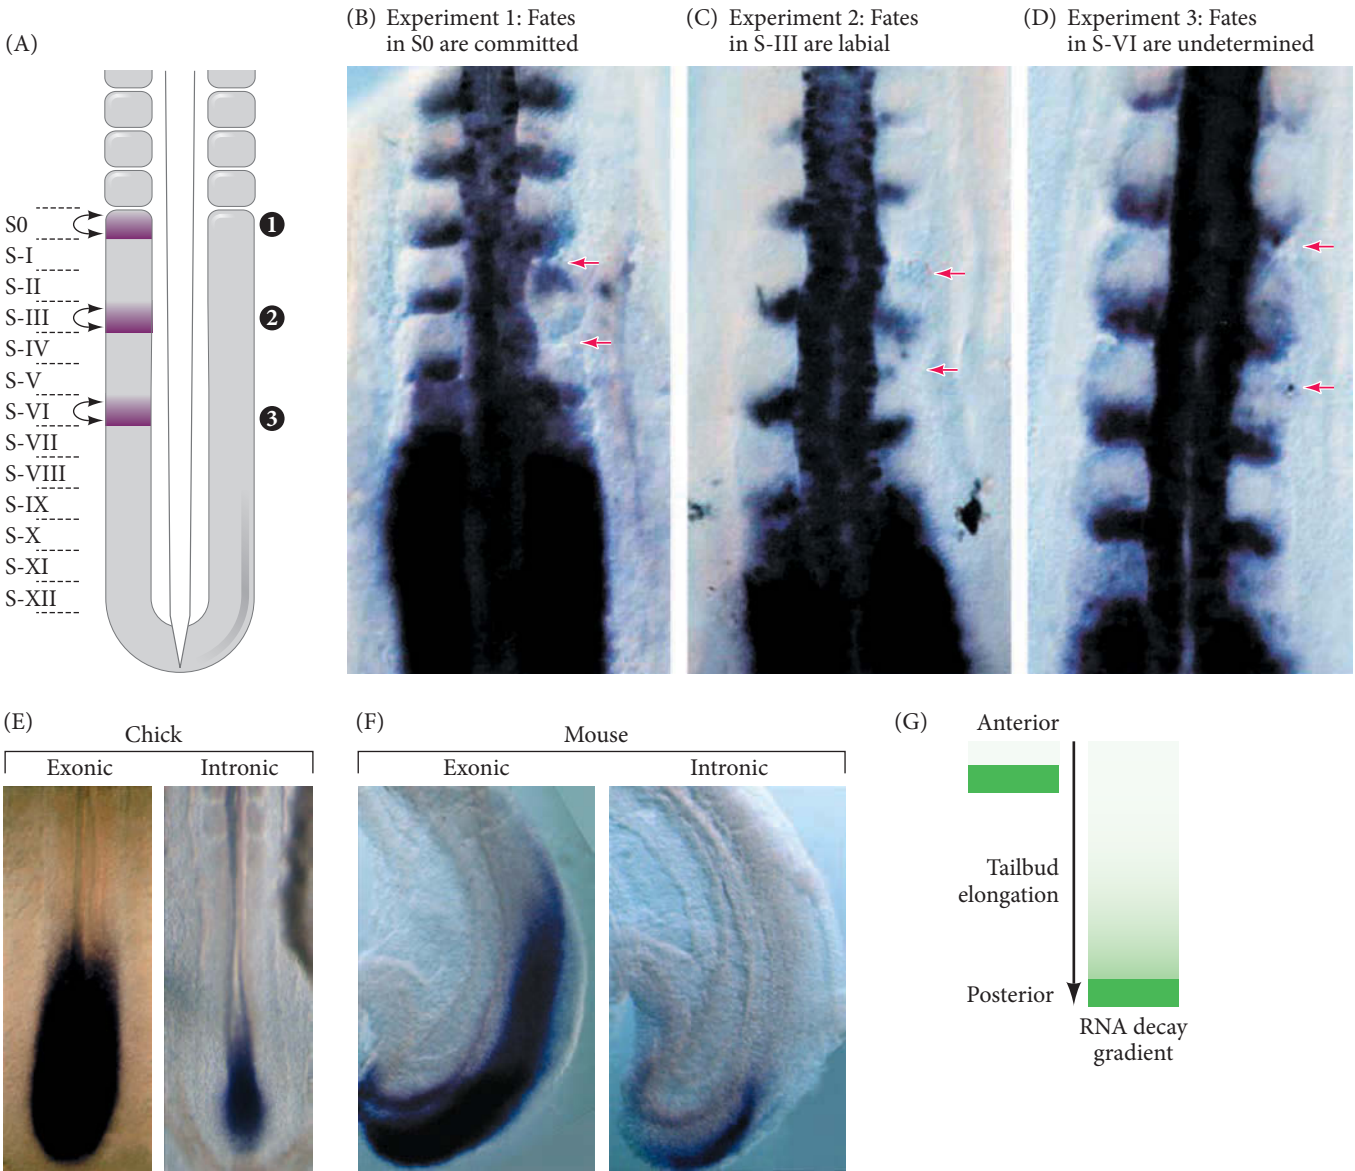 (A)
S0
S-I
S-II
S-III
S-IV
S-V
S-VI
S-VII
S-VIII
S-IX
S-X
S-XI
S-XII
1
2
3
(B) Experiment 1: Fates
in S0 are committed
(C) Experiment 2: Fates
in S-III are labial
(D) Experiment 3: Fates
in S-VI are undetermined
(E)
Chick
Exonic Intronic
(F)
Mouse
Exonic Intronic
(G)
Anterior
Tailbud
elongation
Posterior
RNA decay
gradient